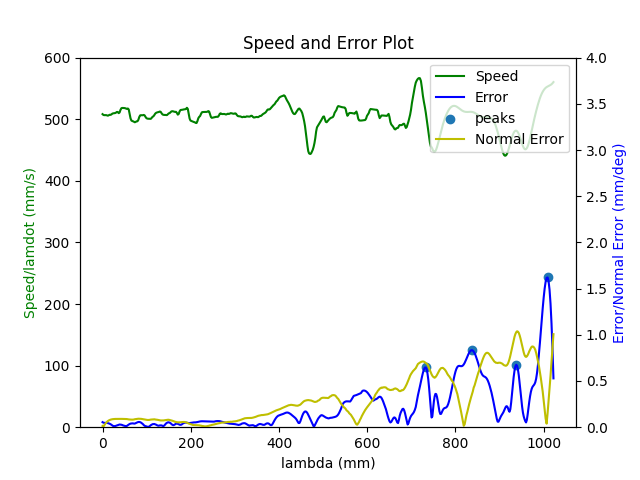 Speed and Error Plot
Speed
Error
peaks
Normal Error
Speed/lamdot (mm/s)
600
500
400
300
200
100
0
4.0
3.5
3.0
2.5
2.0
1.5
1.0
0.5
0.0
Error/Normal Error (mm/deg)
0
200
400
600
800
1000
lambda (mm)